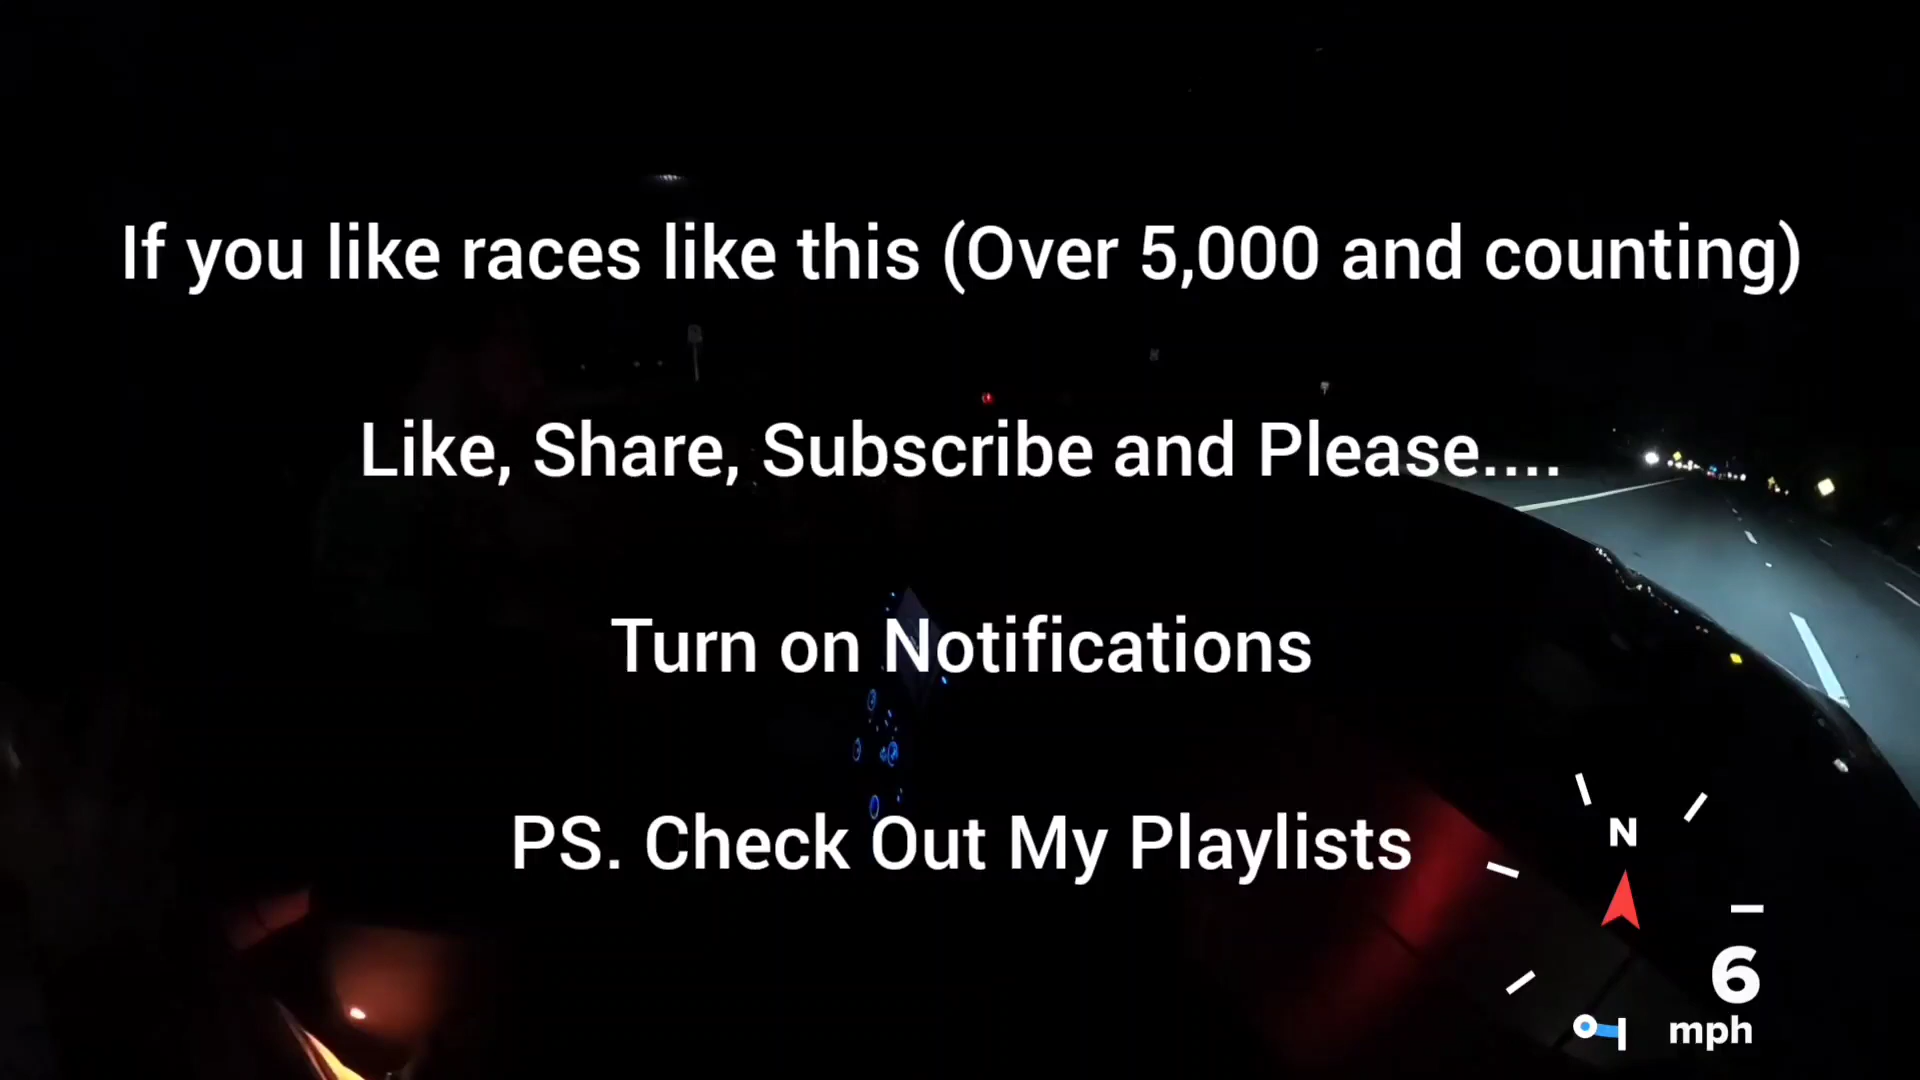 If you like races like this (Over 5,000 and counting)
Like, Share, Subscribe and Please....
Turn on Notifications
PS. Check Out My Playlists
N
6
mph